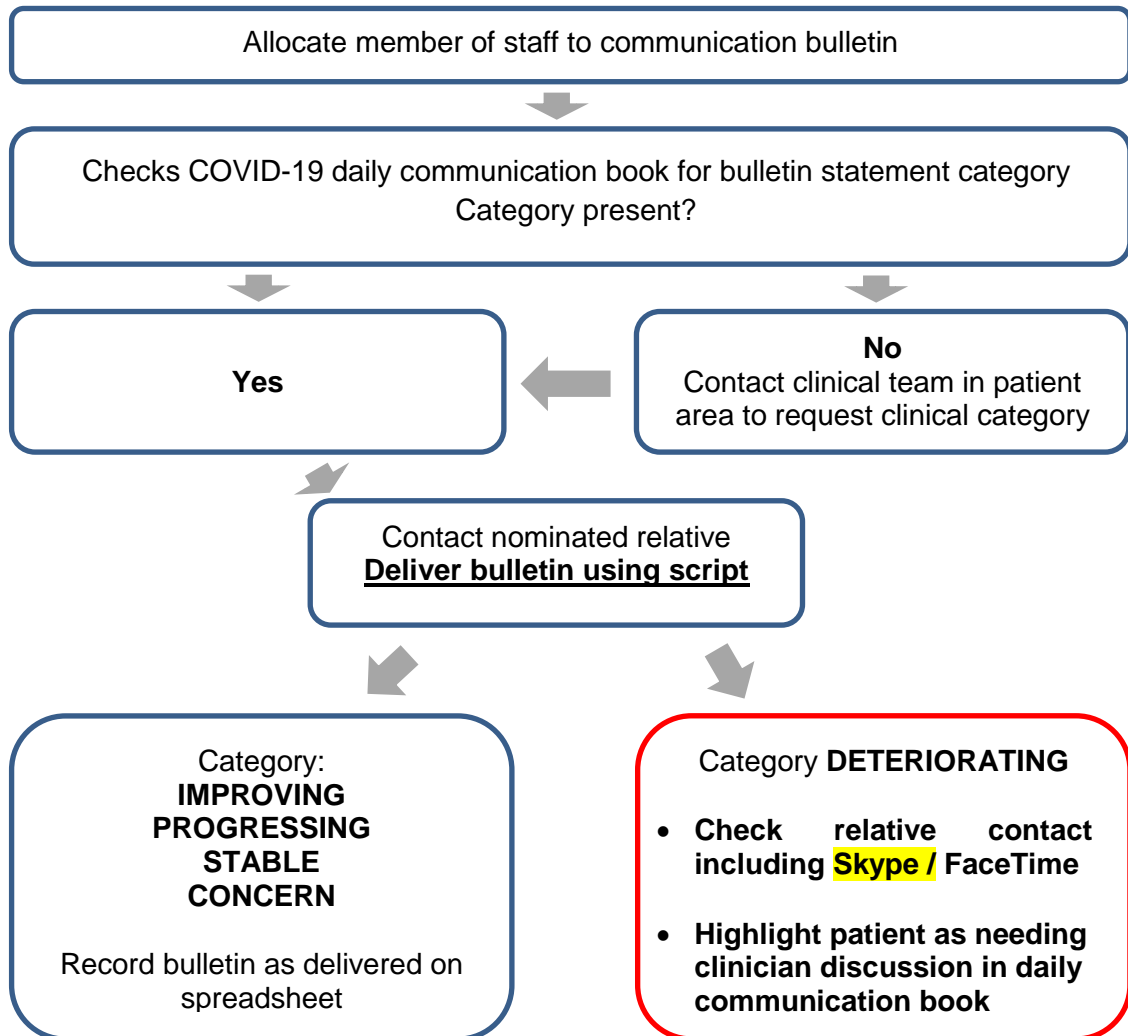 Allocate member of staff to communication bulletin
Checks COVID-19 daily communication book for bulletin statement category
Category present?
Yes
No
Contact clinical team in patient
area to request clinical category
Contact nominated relative
Deliver bulletin using script
Category:
IMPROVING
PROGRESSING
STABLE
CONCERN
Record bulletin as delivered on
spreadsheet
Category DETERIORATING
• Check relative contact
including Skype / FaceTime
• Highlight patient as needing
clinician discussion in daily
communication book